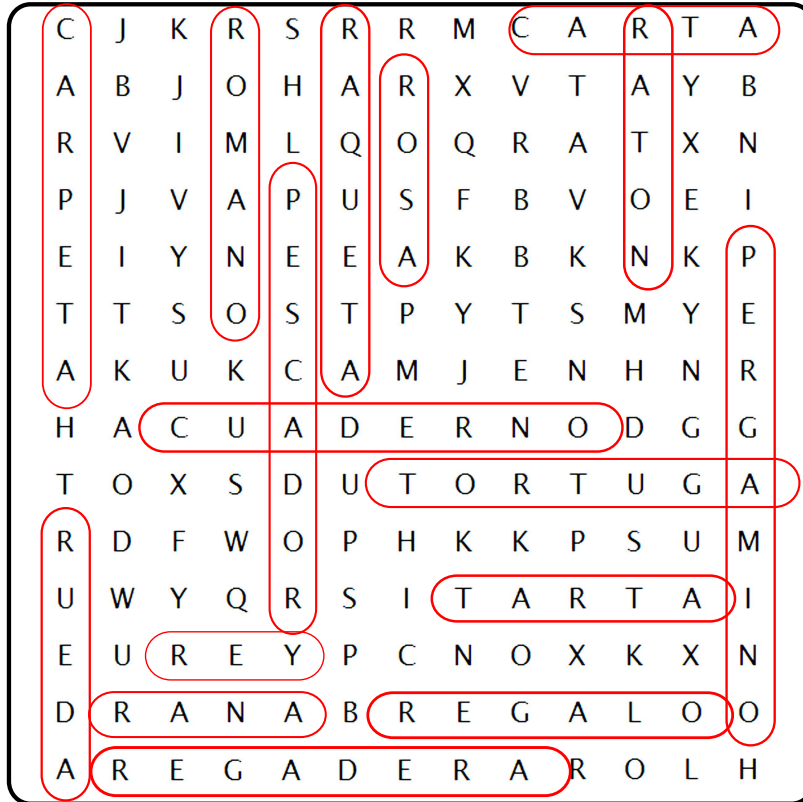 C J K R S R R M C A R T A
A B J O H A R X V T A Y B
R V I M L Q O Q R A T X N
P J V A P U S F B V O E I
E I Y N E E A K B K N K P
T T S O S T P Y T S M Y E
A K U K C A M J E N H N R
H A C U A D E R N O D G G
T O X S D U T O R T U G A
R D F W O P H K K P S U M
U W Y Q R S I T A R T A I
E U R E Y P C N O X K X N
D R A N A B R E G A L O O
A R E G A D E R A R O L H